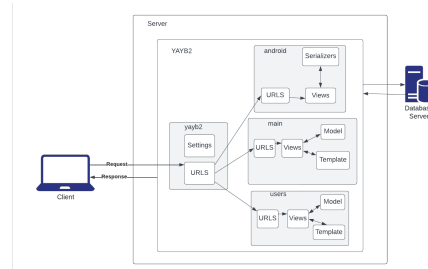 Server
YAYB2
android
Serializers
URLS
Views
yayb2
Settings
URLS
main
URLS
Views
Model
Template
users
URLS
Views
Model
Template
Request
Response
Client
Database
Server